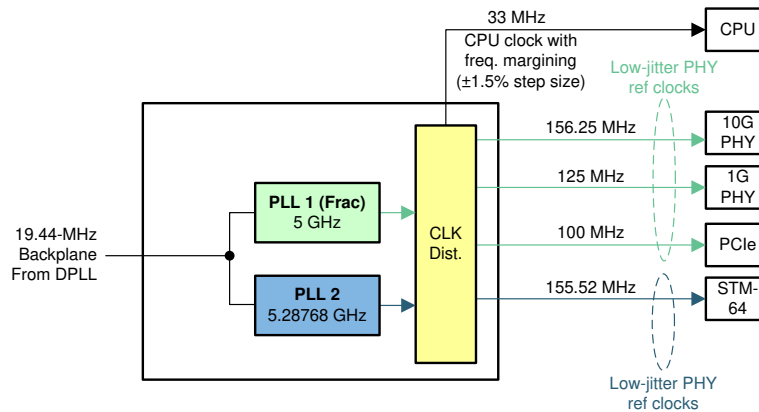 33 MHz
CPU clock with
freq. margining
(±1.5% step size)
CPU
Low-jitter PHY
ref clocks
156.25 MHz
10G
PHY
125 MHz
1G
PHY
PLL 1 (Frac)
5 GHz
CLK
Dist.
100 MHz
PCIe
19.44-MHz
Backplane
From DPLL
PLL 2
5.28768 GHz
155.52 MHz
STM-
64
Low-jitter PHY
ref clocks